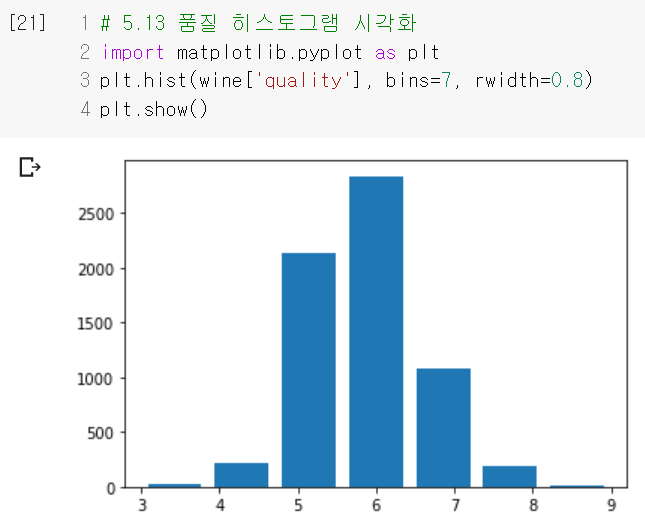 [21] 1 # 5.13 품질 히스토그램 시각화
2 import matplotlib.pyplot as plt
3 plt.hist(wine['quality'], bins=7, rwidth=0.8)
4 plt.show()
2500
2000
1500
1000
500
0
3 4 5 6 7 8 9